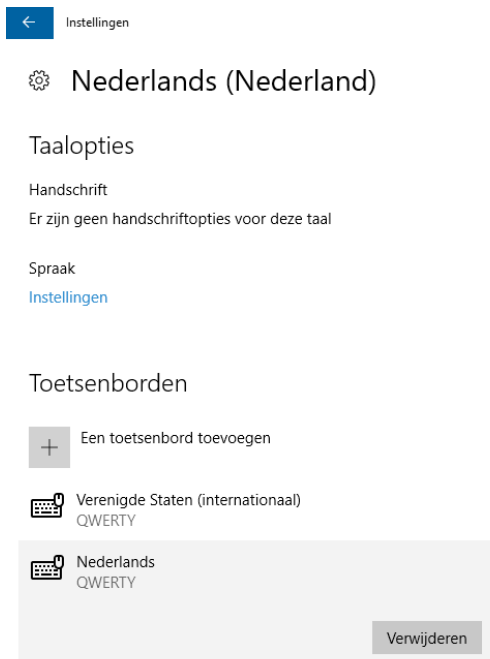 Instellingen
Nederlands (Nederland)
Taalopties
Handschrift
Er zijn geen handschriftopties voor deze taal
Spraak
Instellingen
Toetsenborden
Een toetsenbord toevoegen
Verenigde Staten (internationaal)
QWERTY
Nederlands
QWERTY
Verwijderen